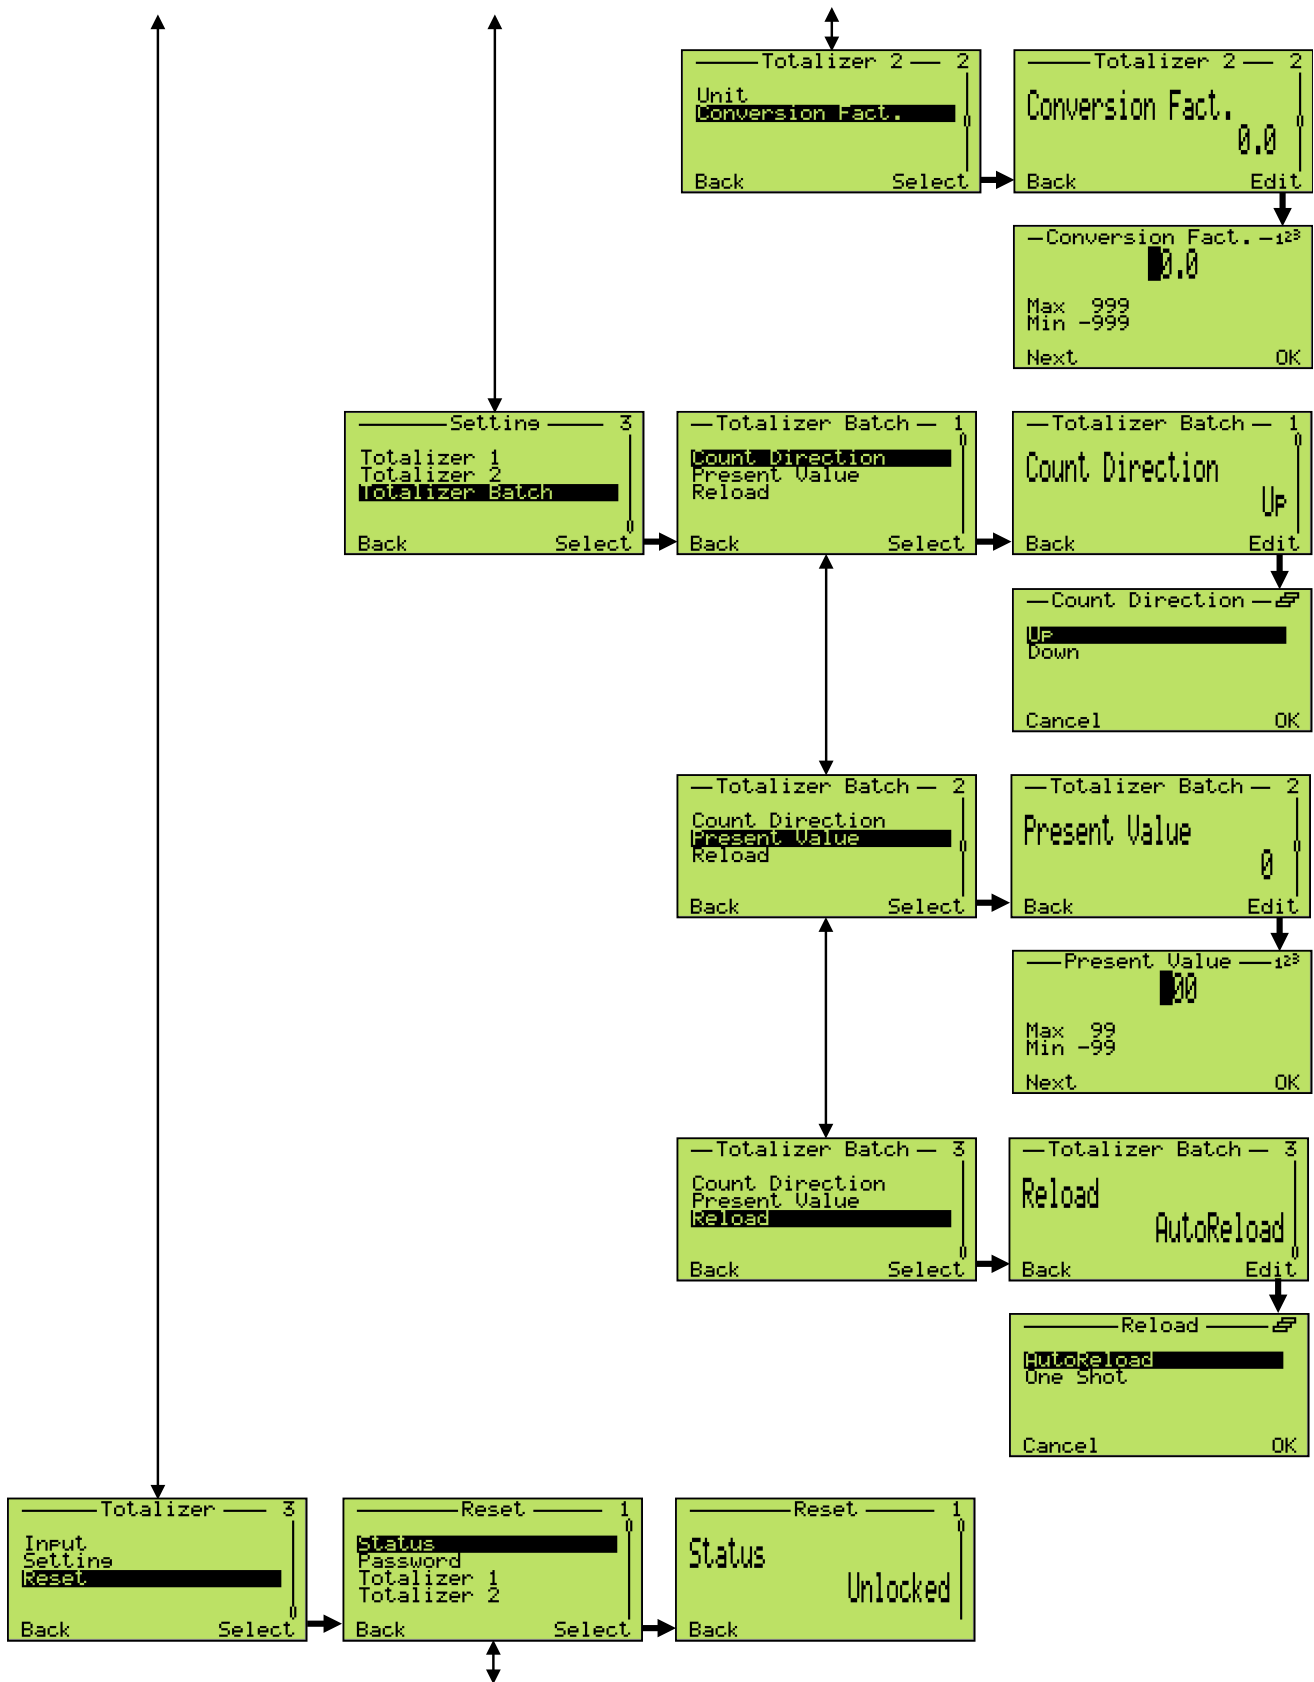 Totalizer 2 2
Unit
Conversion Fact.
Back Select
Totalizer 2 2
Conversion Fact.
0.0
Back Edit
Conversion Fact. 123
0.0
Max 999
Min -999
Next OK
Setting 3
Totalizer 1
Totalizer 2
Totalizer Batch
Back Select
Totalizer Batch 1
Count Direction
Present Value
Reload
Back Select
Totalizer Batch 1
Count Direction
Up
Back Edit
Count Direction
Up
Down
Cancel OK
Totalizer Batch 2
Count Direction
Present Value
Reload
Back Select
Totalizer Batch 2
Present Value
0
Back Edit
Present Value 123
00
Max 99
Min -99
Next OK
Totalizer Batch 3
Count Direction
Present Value
Reload
Back Select
Totalizer Batch 3
Reload
AutoReload
Back Edit
Reload
AutoReload
One Shot
Cancel OK
Totalizer 3
Input
Setting
Reset
Back Select
Reset 1
Status
Password
Totalizer 1
Totalizer 2
Back Select
Reset 1
Status
Unlocked
Back